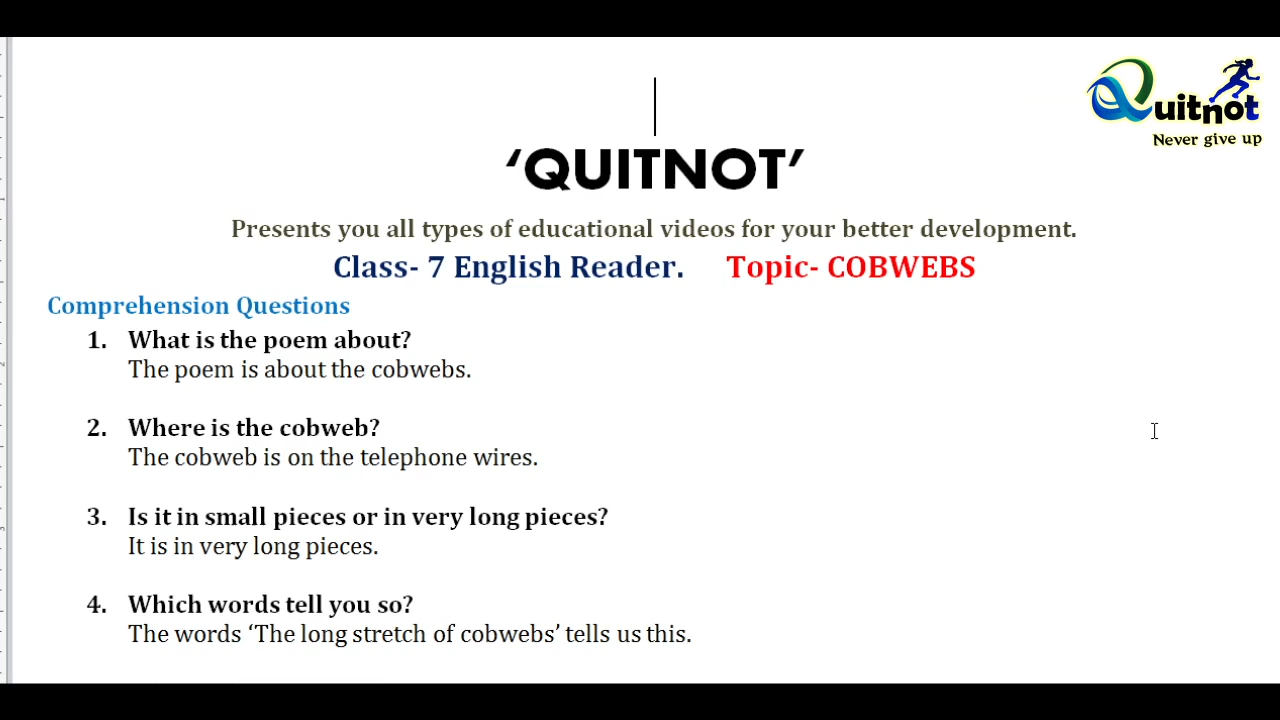 Quitnot
Never give up
‘QUITNOT’
Presents you all types of educational videos for your better development.
Class- 7 English Reader. Topic- COBWEBS
Comprehension Questions
1. What is the poem about?
The poem is about the cobwebs.
2. Where is the cobweb?
The cobweb is on the telephone wires.
3. Is it in small pieces or in very long pieces?
It is in very long pieces.
4. Which words tell you so?
The words ‘The long stretch of cobwebs’ tells us this.